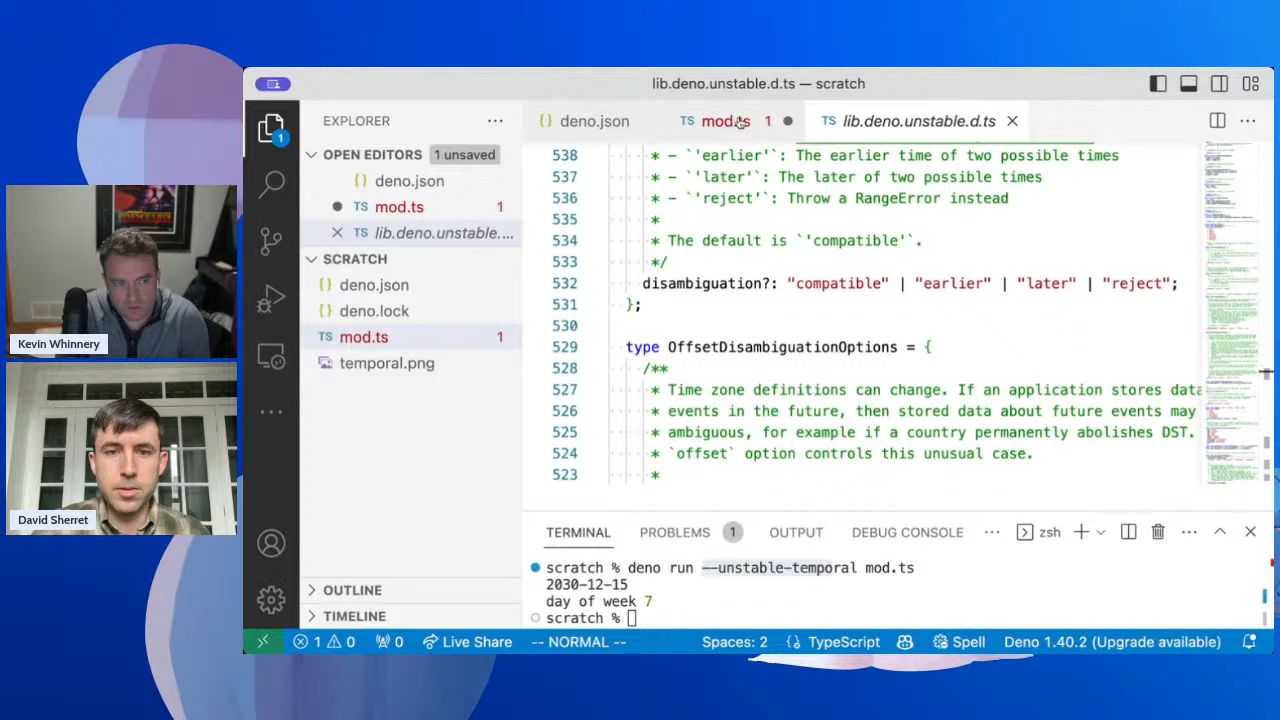 lib.deno.unstable.d.ts — scratch
EXPLORER
deno.json
mod.ts 1
lib.deno.unstable.d.ts
1
OPEN EDITORS 1 unsaved
deno.json
mod.ts 1
lib.deno.unstable...
SCRATCH
deno.json
deno.lock
mod.ts 1
temporal.png
OUTLINE
TIMELINE
538 * – `'earlier'`: The earlier time of two possible times
537 * – `'later'`: The later of two possible times
536 * – `'reject'`: Throw a RangeError instead
535 *
534 * The default is `'compatible'`.
533 */
532 disambiguation?: "compatible" | "earlier" | "later" | "reject";
531 };
530
529 type OffsetDisambiguationOptions = {
528 /**
527 * Time zone definitions can change. If an application stores data
526 * events in the future, then stored data about future events may
525 * ambiguous, for example if a country permanently abolishes DST.
524 * `offset` option controls this unusual case.
523 *
TERMINAL PROBLEMS 1 OUTPUT DEBUG CONSOLE ··· zsh
scratch % deno run --unstable-temporal mod.ts
2030-12-15
day of week 7
scratch %
1 0 0 Live Share -- NORMAL -- Spaces: 2 TypeScript Spell Deno 1.40.2 (Upgrade available)
Kevin Whinnery
David Sherret